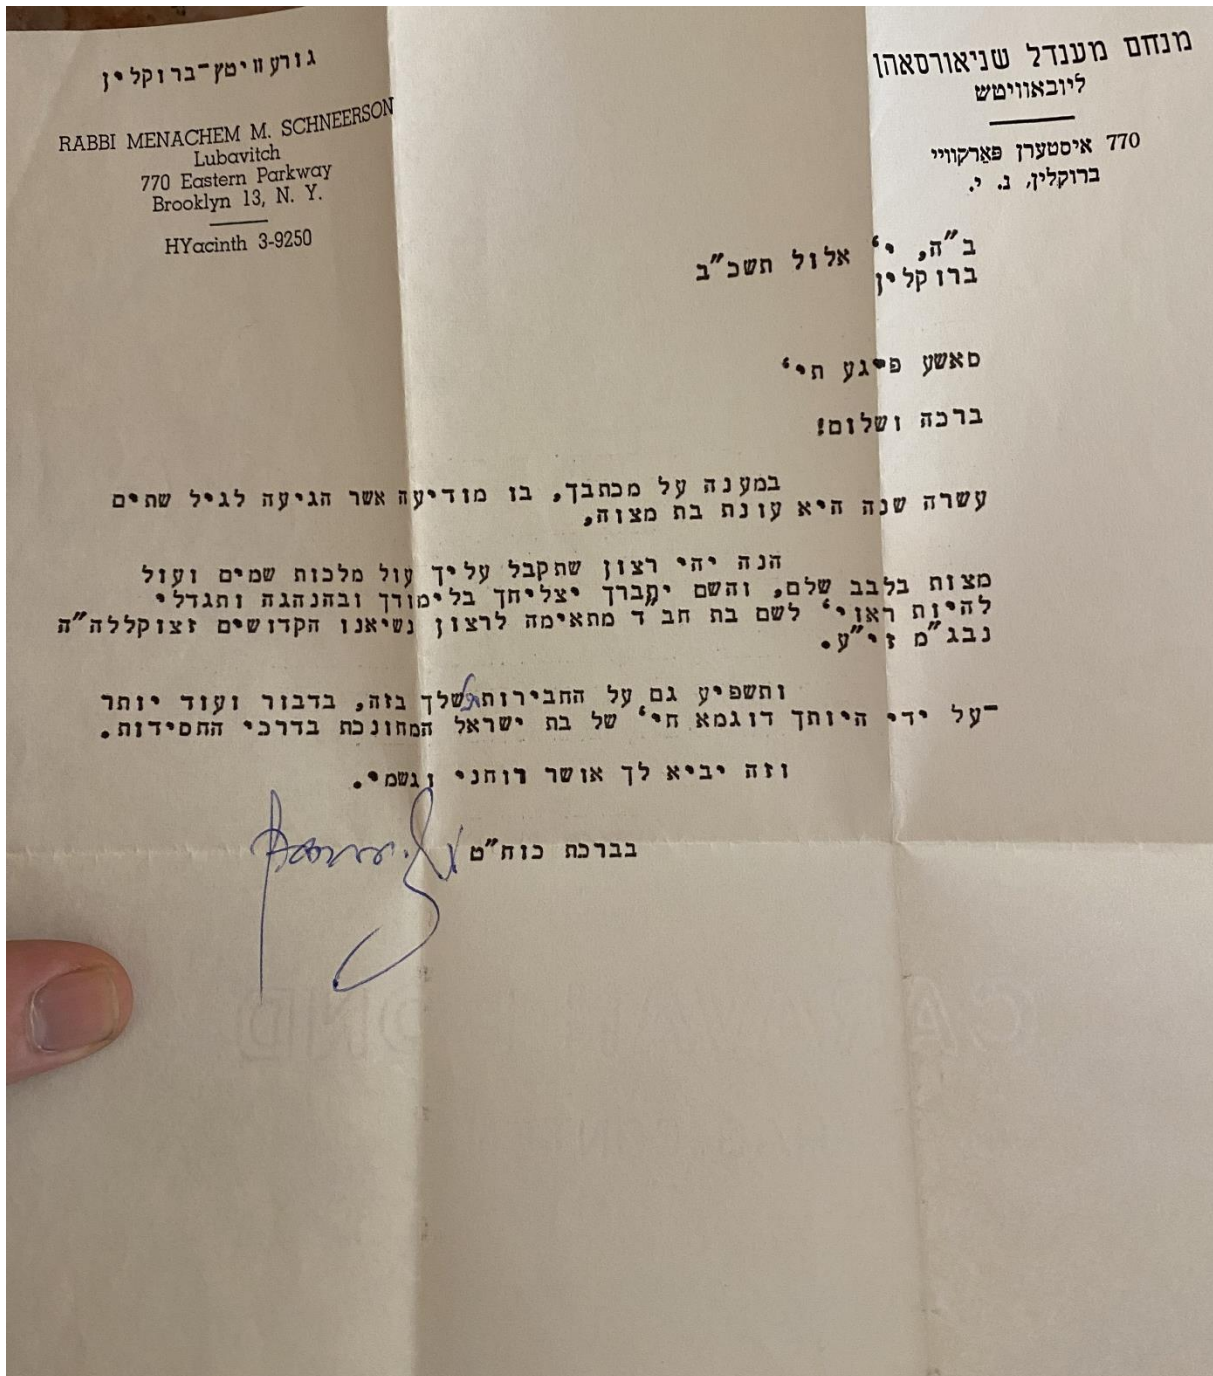 גורעוויטץ-ברוקלין
RABBI MENACHEM M. SCHNEERSON
Lubavitch
770 Eastern Parkway
Brooklyn 13, N. Y.
HYacinth 3-9250
מנחם מענדל שניאורסאהן
ליובאוויטש
770 איסטערן פּאַרקוויי
ברוקלין, נ. י.
ב"ה, י' אלול תשכ"ב
ברוקלין
סאשע פייגע תי'
ברכה ושלום!
במענה על מכתבך, בו מודיעה אשר הגיעה לגיל שתים
עשרה שנה היא עונת בת מצוה,
הנה יהי רצון שתקבל עליך עול מלכות שמים ועול
מצות בלבב שלם, והשם יתברך יצליחך בלימודך ובהנהגה ותגדלי
להיות ראוי' לשם בת חב"ד מתאימה לרצון נשיאנו הקדושים זצוקללה"ה
נבג"מ זי"ע.
ותשפיע גם על החבירות שלך בזה, בדבור ועוד יותר
-על ידי היותך דוגמא חי' של בת ישראל המחונכת בדרכי החסידות.
וזה יביא לך אושר רוחני וגשמי.
בברכת כוח"ט